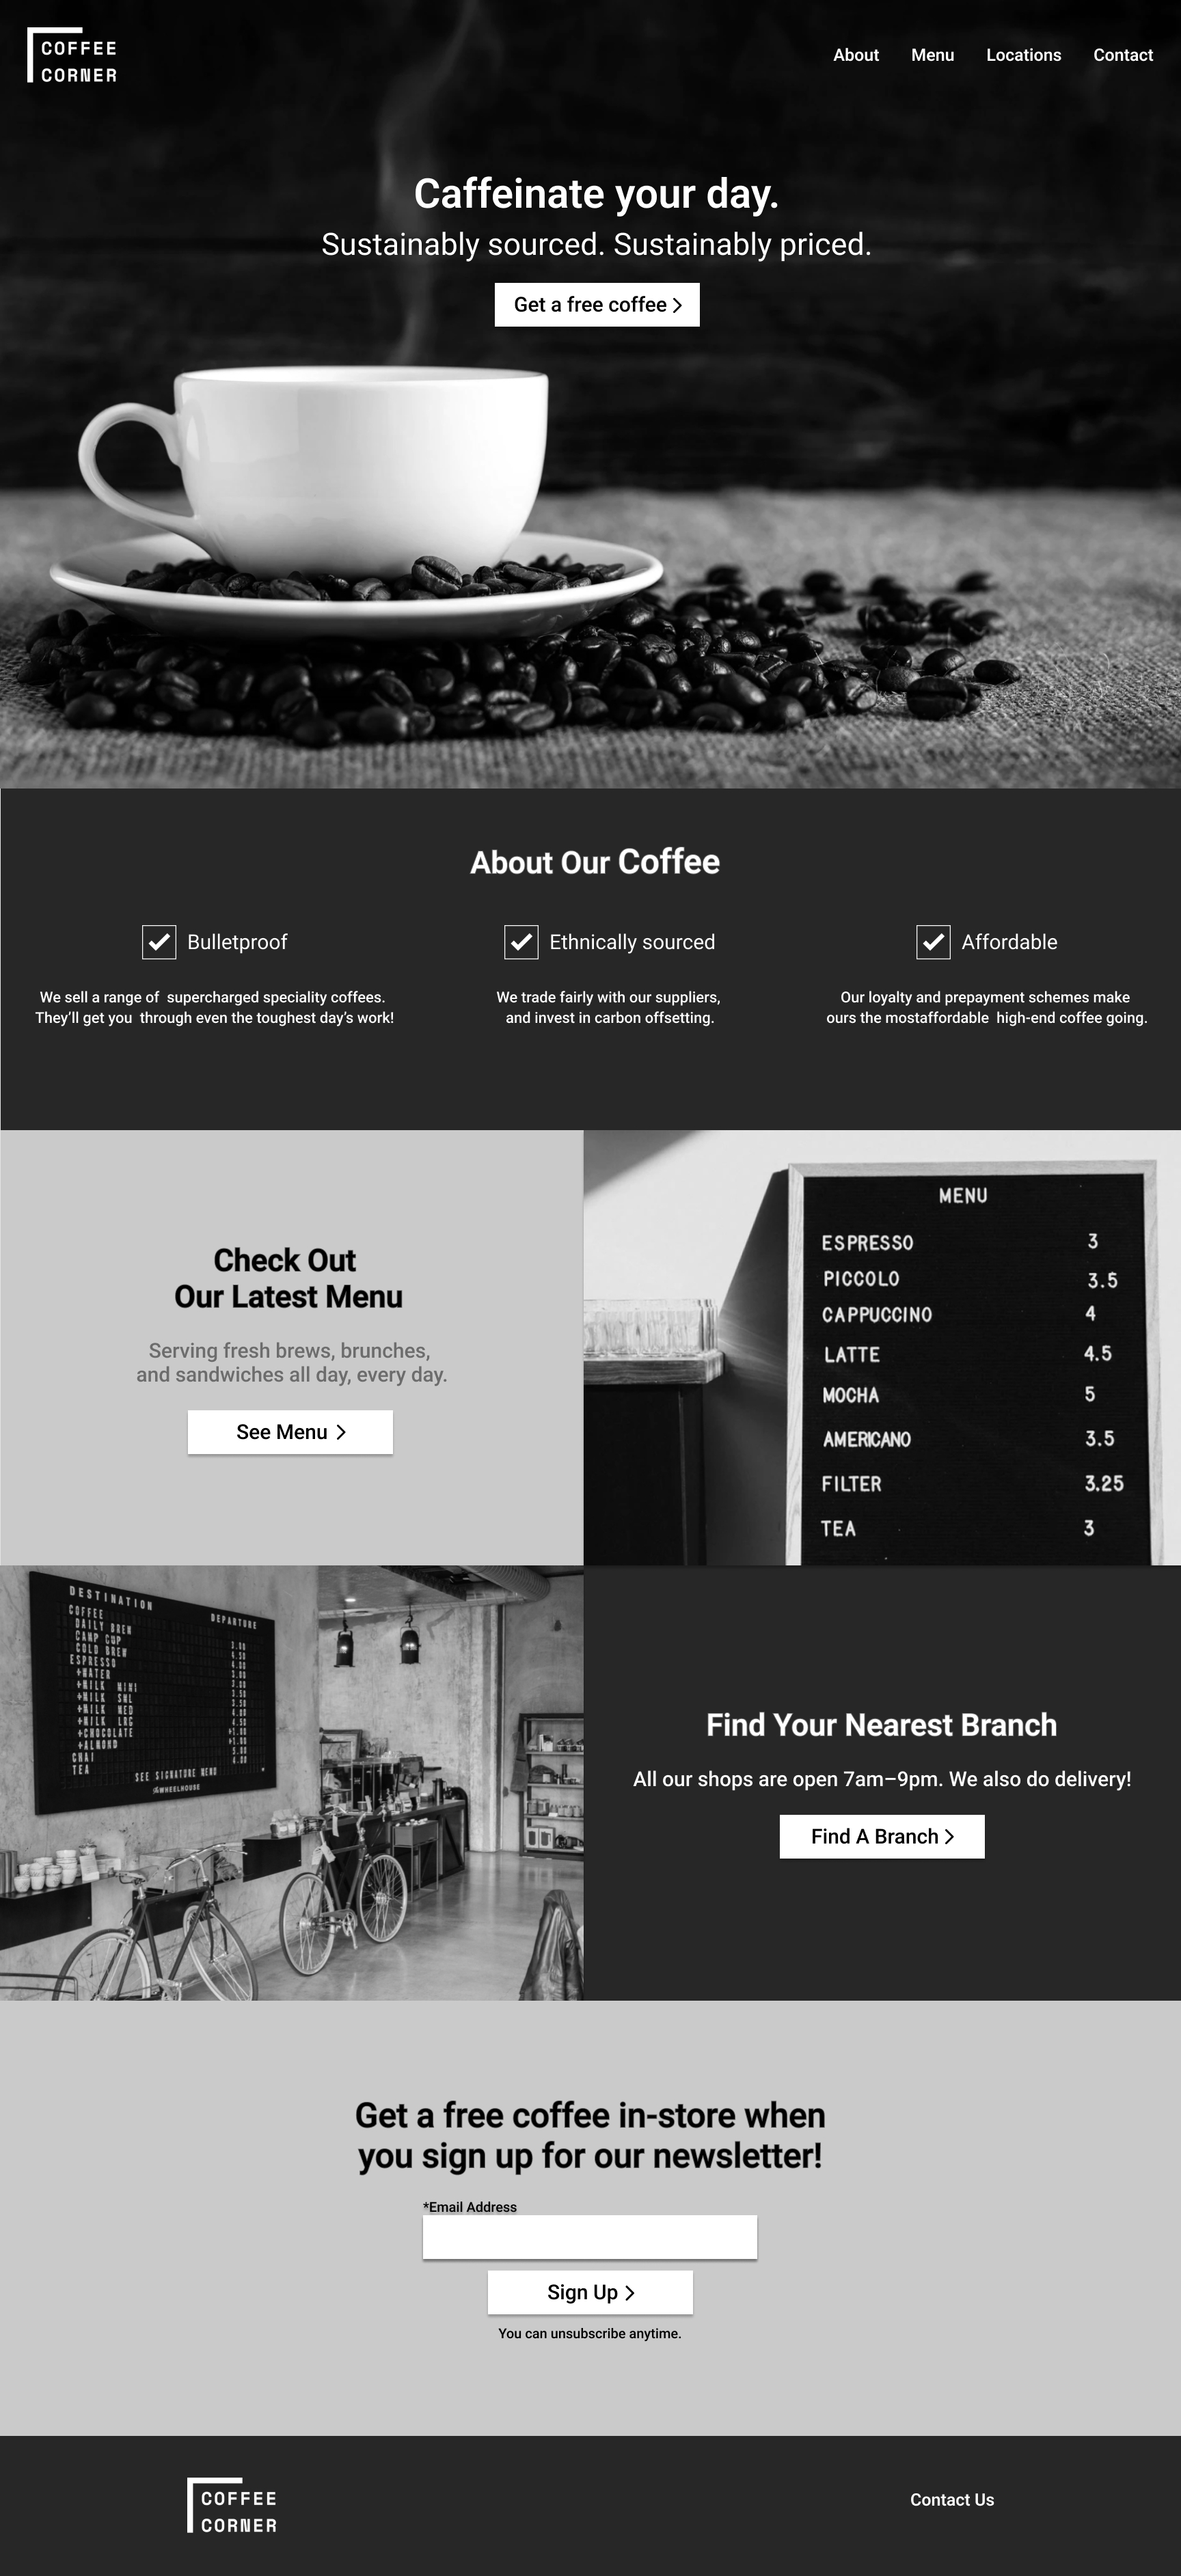 COFFEE
CORNER
About Menu Locations Contact
Caffeinate your day.
Sustainably sourced. Sustainably priced.
Get a free coffee
About Our Coffee
Bulletproof
We sell a range of supercharged speciality coffees.
They’ll get you through even the toughest day’s work!
Ethnically sourced
We trade fairly with our suppliers,
and invest in carbon offsetting.
Affordable
Our loyalty and prepayment schemes make
ours the mostaffordable high-end coffee going.
Check Out
Our Latest Menu
Serving fresh brews, brunches,
and sandwiches all day, every day.
See Menu
MENU
ESPRESSO 3
PICCOLO 3.5
CAPPUCCINO 4
LATTE 4.5
MOCHA 5
AMERICANO 3.5
FILTER 3.25
TEA 3
DESTINATION DEPARTURE
COFFEE
DAILY BREW
CAMP CUP
COLD BREW
ESPRESSO
+WATER
+MILK MINI
+MILK SML
+MILK MED
+MILK LRG
+CHOCOLATE
+ALMOND
CHAI
TEA
SEE SIGNATURE MENU
WHEELHOUSE
Find Your Nearest Branch
All our shops are open 7am–9pm. We also do delivery!
Find A Branch
Get a free coffee in-store when
you sign up for our newsletter!
*Email Address
Sign Up
You can unsubscribe anytime.
COFFEE
CORNER
Contact Us